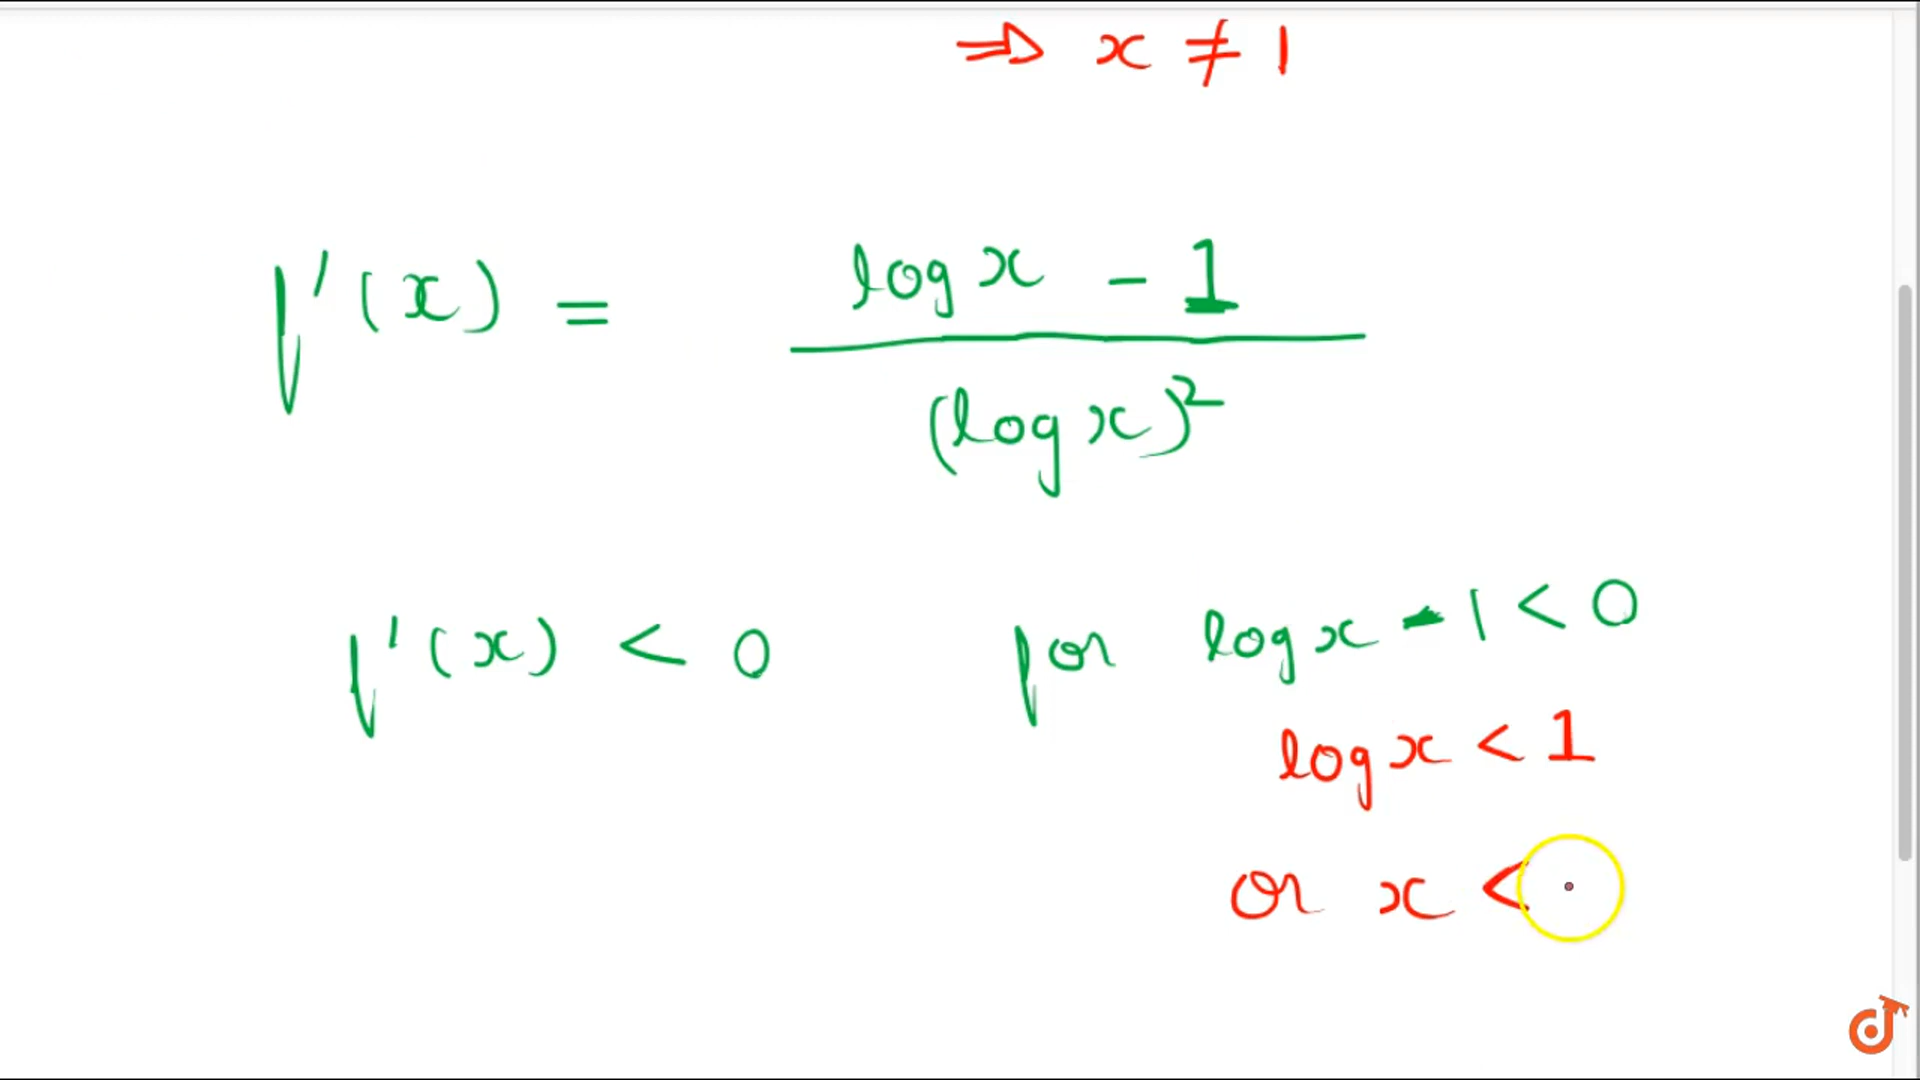 ⇒ x ≠ 1
f'(x) = (log x - 1) / (log x)²
f'(x) < 0 for log x - 1 < 0
log x < 1
or x <